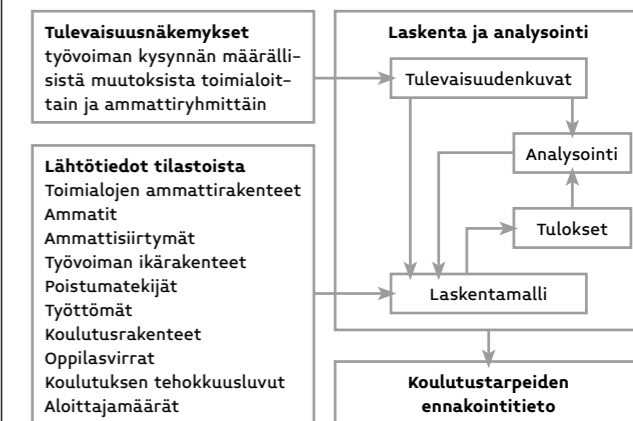 Tulevaisuusnäkemykset
työvoiman kysynnän määrälli-
sistä muutoksista toimialoit-
tain ja ammattiryhmittäin
Lähtötiedot tilastoista
Toimialojen ammattirakenteet
Ammatit
Ammattisiirtymät
Työvoiman ikärakenteet
Poistumatekijät
Työttömät
Koulutusrakenteet
Oppilasvirrat
Koulutuksen tehokkuusluvut
Aloittajamäärät
Laskenta ja analysointi
Tulevaisuudenkuvat
Analysointi
Tulokset
Laskentamalli
Koulutustarpeiden
ennakointitieto